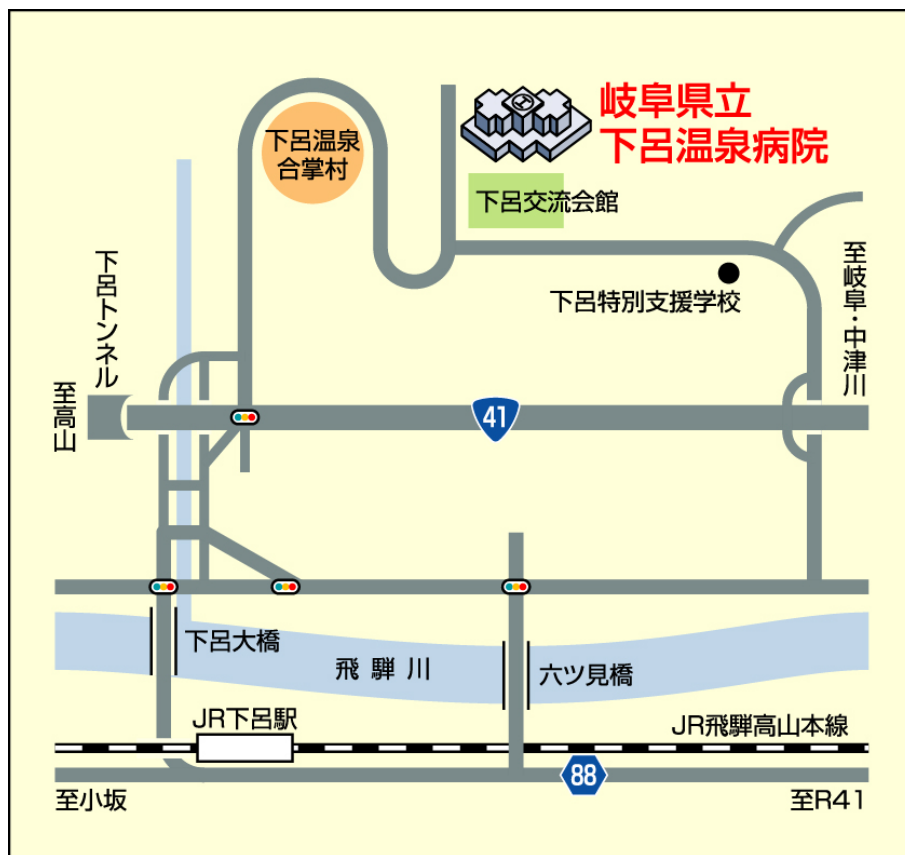 岐阜県立
下呂温泉病院
下呂温泉
合掌村
下呂交流会館
下呂特別支援学校
至岐阜・中津川
下呂トンネル
至高山
41
下呂大橋
飛騨川
六ツ見橋
JR下呂駅
JR飛騨高山本線
88
至小坂
至R41